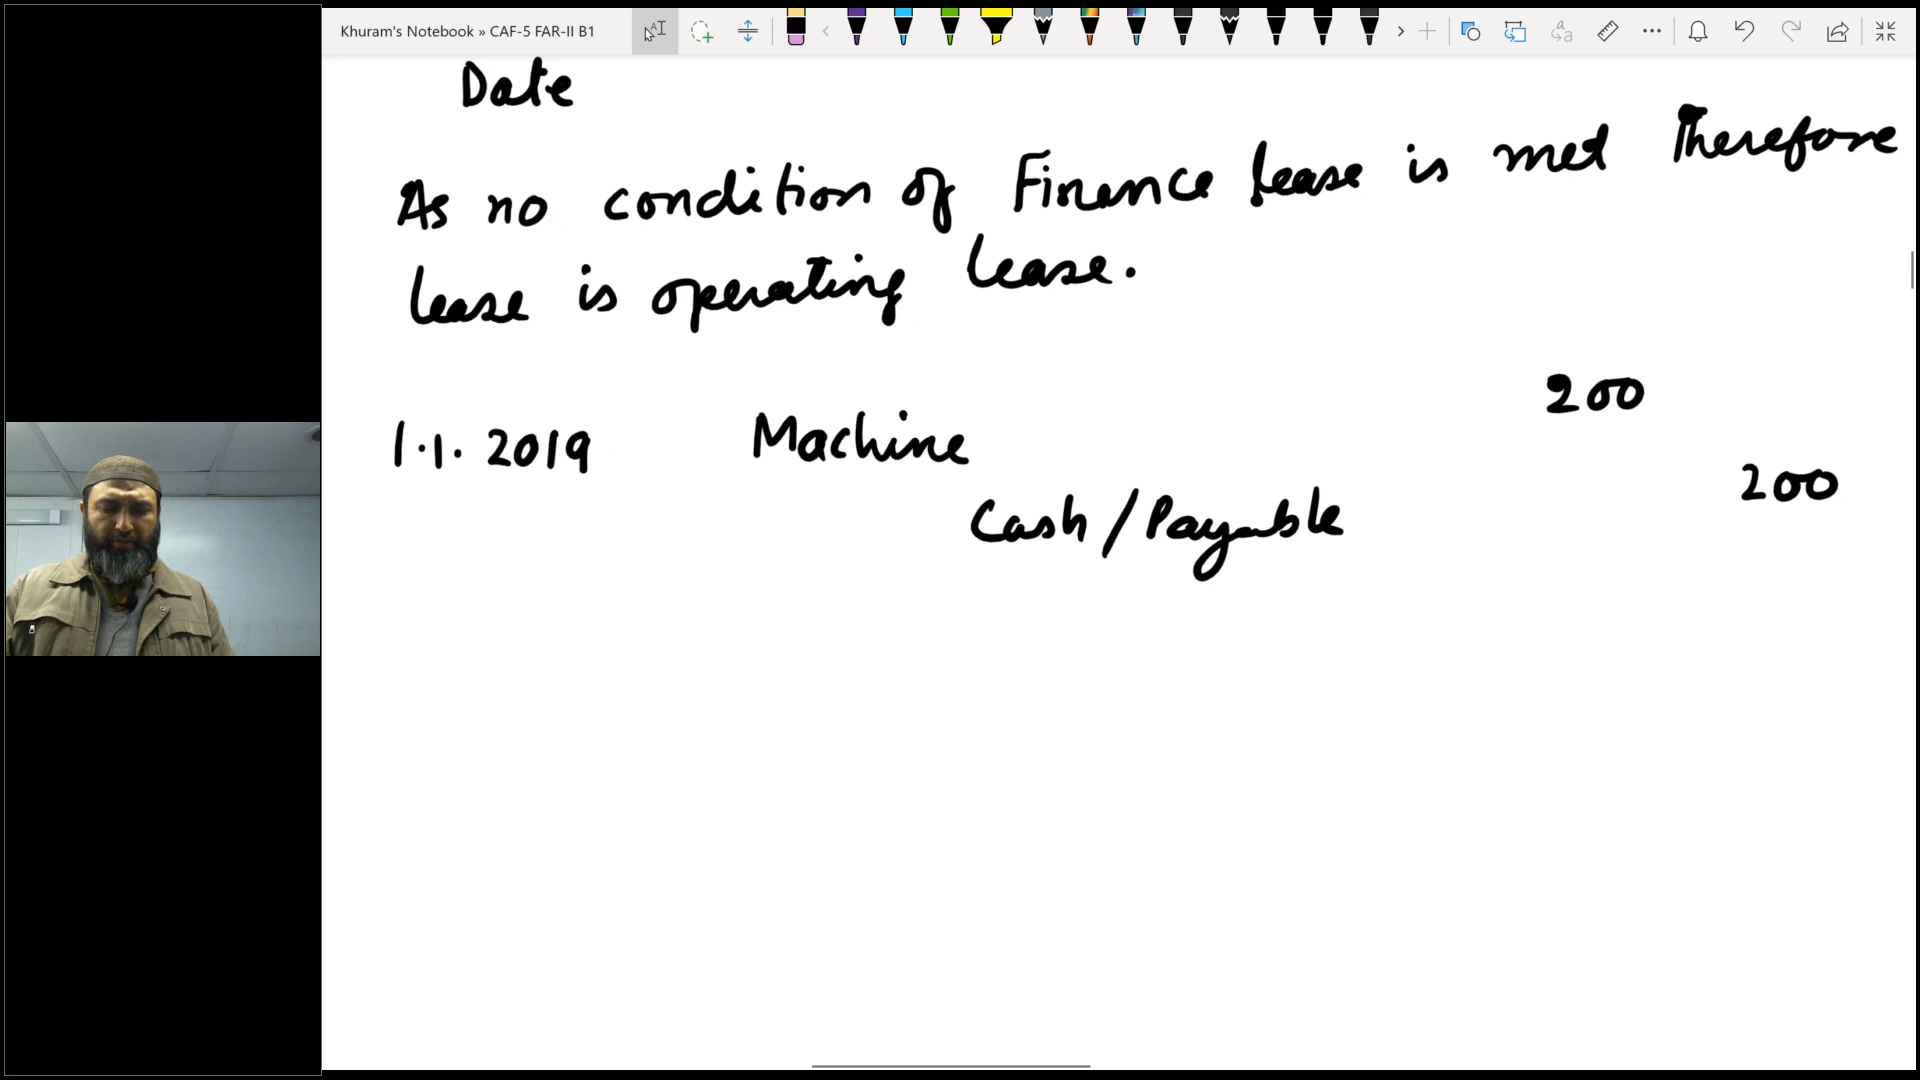 Khuram's Notebook » CAF-5 FAR-II B1
Date
As no condition of Finance lease is met Therefore
lease is operating lease.
1.1. 2019 Machine 200
Cash/Payable 200